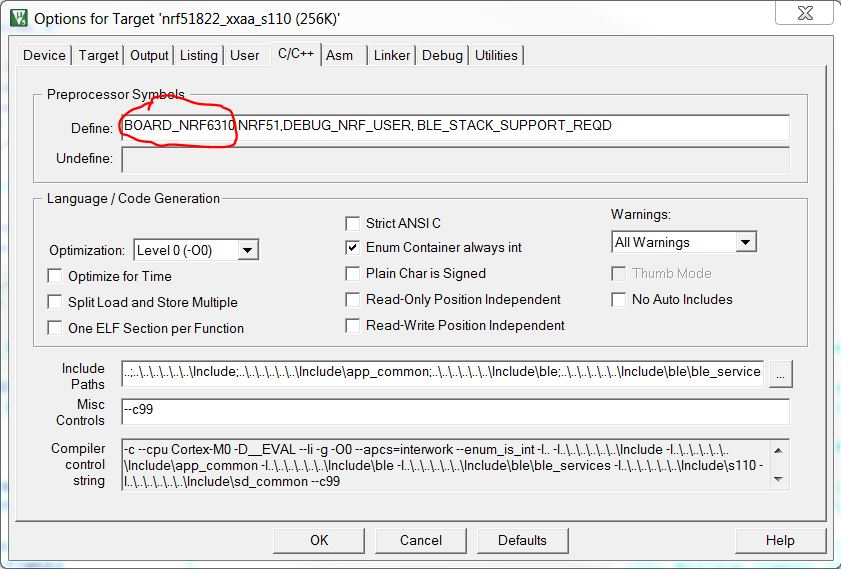 Options for Target 'nrf51822_xxaa_s110 (256K)'
Device Target Output Listing User C/C++ Asm Linker Debug Utilities
Preprocessor Symbols
Define: BOARD_NRF6310,NRF51,DEBUG_NRF_USER, BLE_STACK_SUPPORT_REQD
Undefine:
Language / Code Generation
Optimization: Level 0 (-O0)
Optimize for Time
Split Load and Store Multiple
One ELF Section per Function
Strict ANSI C
Enum Container always int
Plain Char is Signed
Read-Only Position Independent
Read-Write Position Independent
Warnings:
All Warnings
Thumb Mode
No Auto Includes
Include
Paths
..;..\..\..\..\..\..\Include;..\..\..\..\..\..\Include\app_common;..\..\..\..\..\..\Include\ble;..\..\..\..\..\..\Include\ble\ble_service
...
Misc
Controls
--c99
Compiler
control
string
-c --cpu Cortex-M0 -D__EVAL --li -g -O0 --apcs=interwork --enum_is_int -I.. -I..\..\..\..\..\..\Include -I..\..\..\..\..\..
\Include\app_common -I..\..\..\..\..\..\Include\ble -I..\..\..\..\..\..\Include\ble\ble_services -I..\..\..\..\..\..\Include\s110 -
I..\..\..\..\..\..\Include\sd_common --c99
OK Cancel Defaults Help